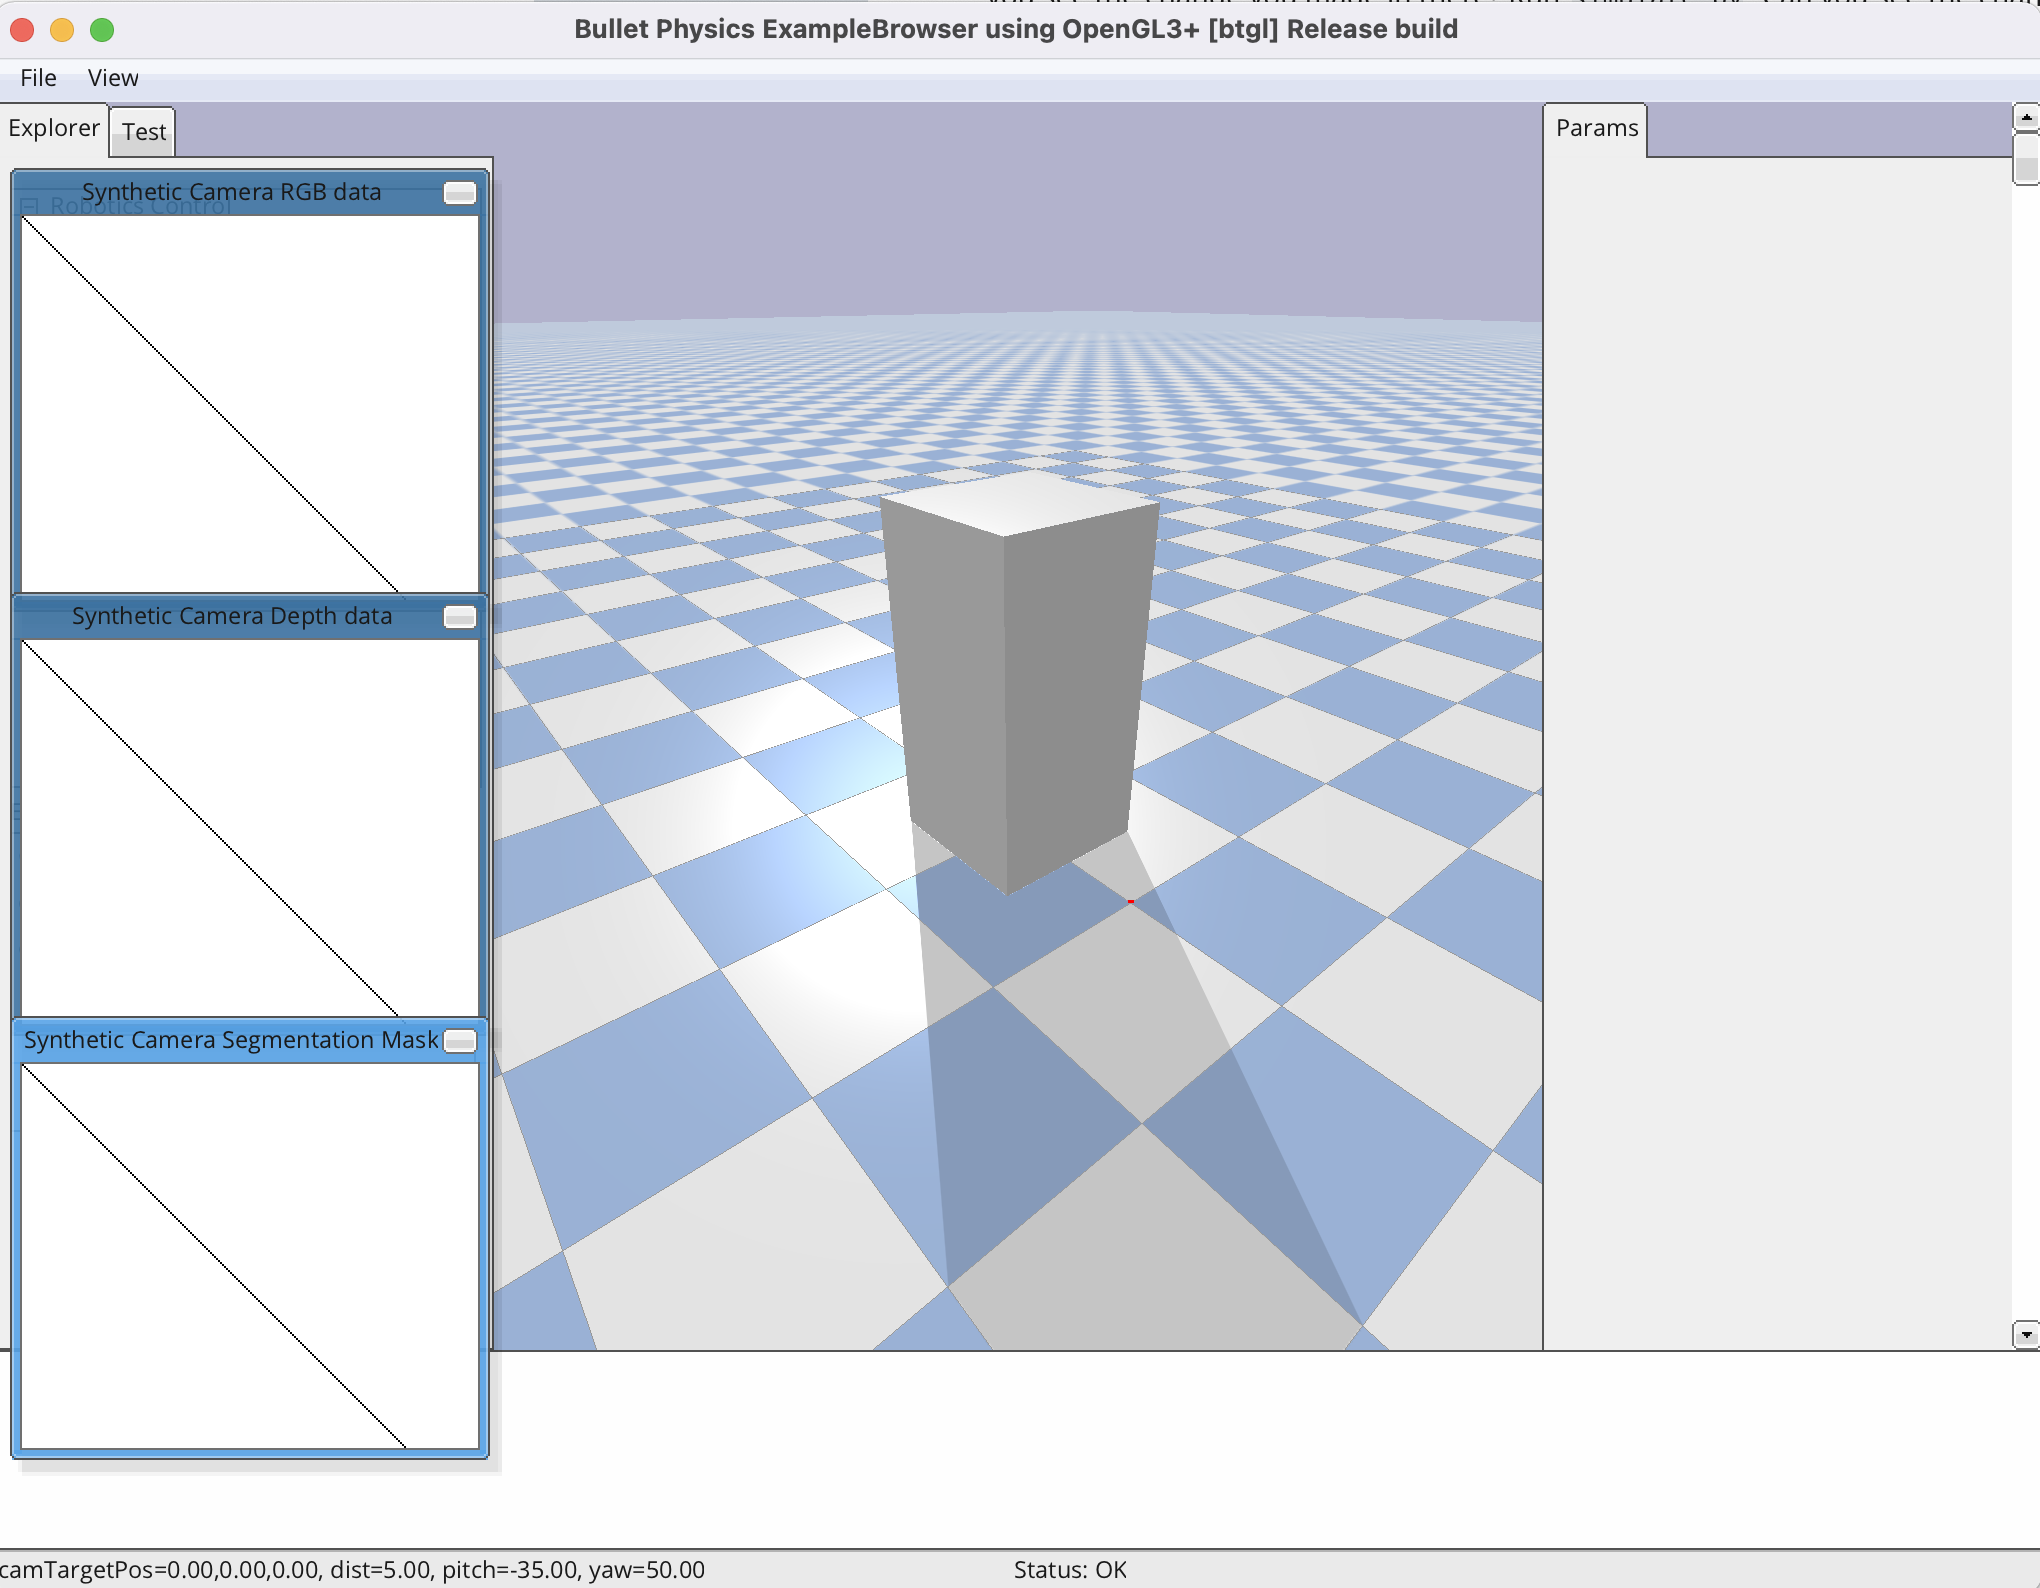 Bullet Physics ExampleBrowser using OpenGL3+ [btgl] Release build
File View
Explorer Test Params
Synthetic Camera RGB data
Robotics Control
Synthetic Camera Depth data
Synthetic Camera Segmentation Mask
camTargetPos=0.00,0.00,0.00, dist=5.00, pitch=-35.00, yaw=50.00 Status: OK